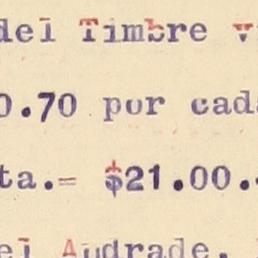 del Timbre v
0.70 por cad
ta.= $21.00.
el Andrade.